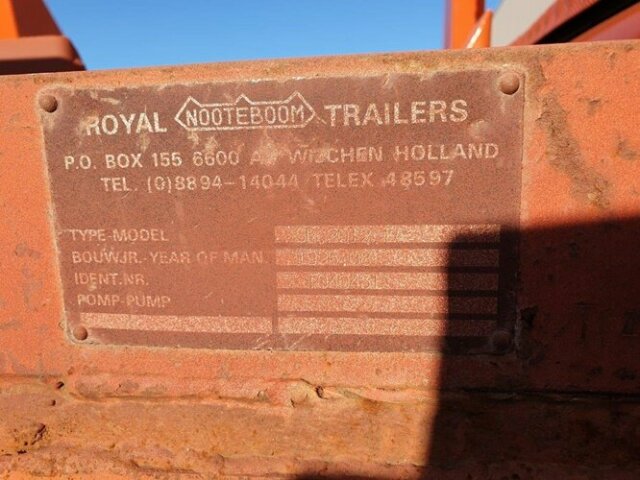 ROYAL NOOTEBOOM TRAILERS
P.O. BOX 155 6600 A WIJCHEN HOLLAND
TEL. (0)8894-14044 TELEX 48597
TYPE-MODEL
BOUWJR.-YEAR OF MAN.
IDENT.NR.
POMP-PUMP